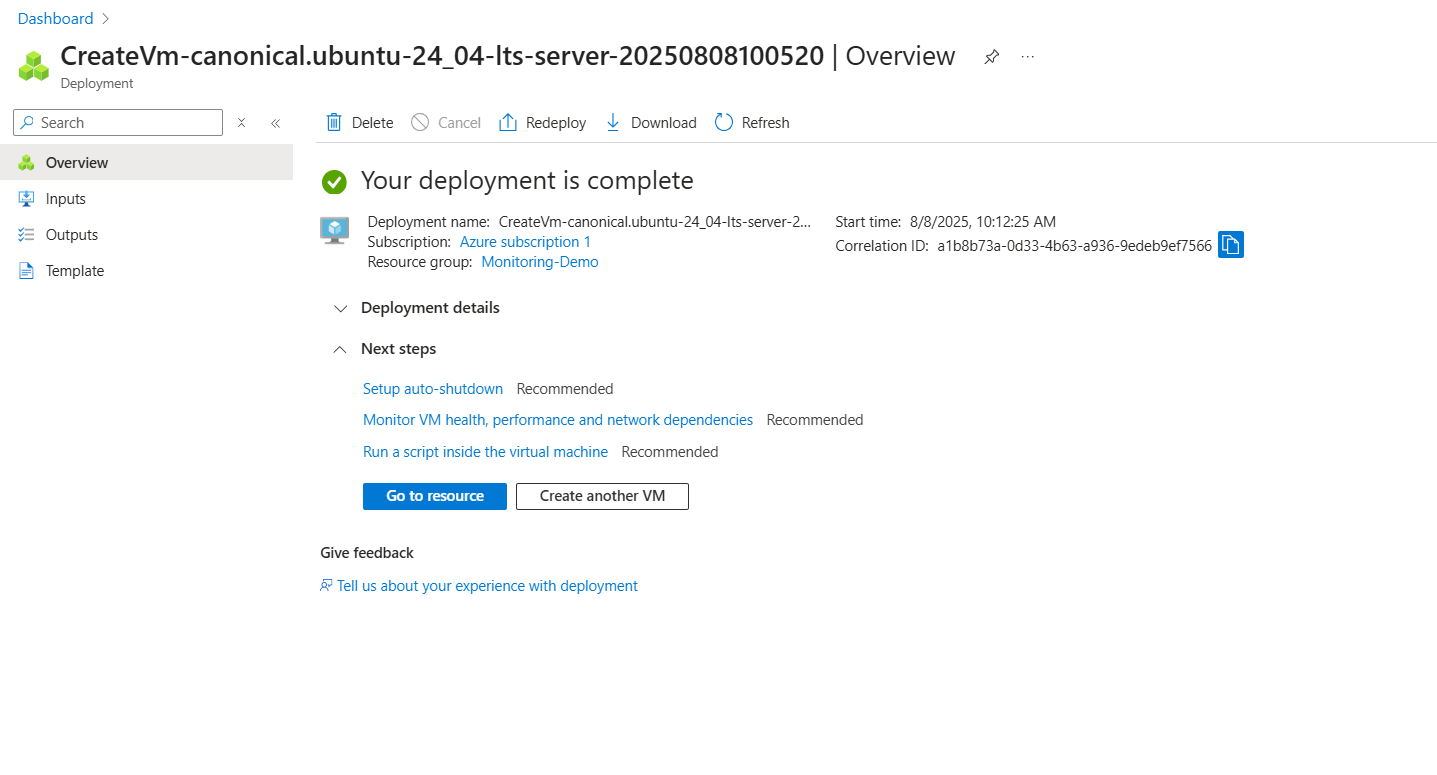 Dashboard >
CreateVm-canonical.ubuntu-24_04-lts-server-20250808100520 | Overview
Deployment
Search
Delete Cancel Redeploy Download Refresh
Overview
Inputs
Outputs
Template
Your deployment is complete
Deployment name: CreateVm-canonical.ubuntu-24_04-lts-server-2...
Subscription: Azure subscription 1
Resource group: Monitoring-Demo
Start time: 8/8/2025, 10:12:25 AM
Correlation ID: a1b8b73a-0d33-4b63-a936-9edeb9ef7566
Deployment details
Next steps
Setup auto-shutdown Recommended
Monitor VM health, performance and network dependencies Recommended
Run a script inside the virtual machine Recommended
Go to resource Create another VM
Give feedback
Tell us about your experience with deployment